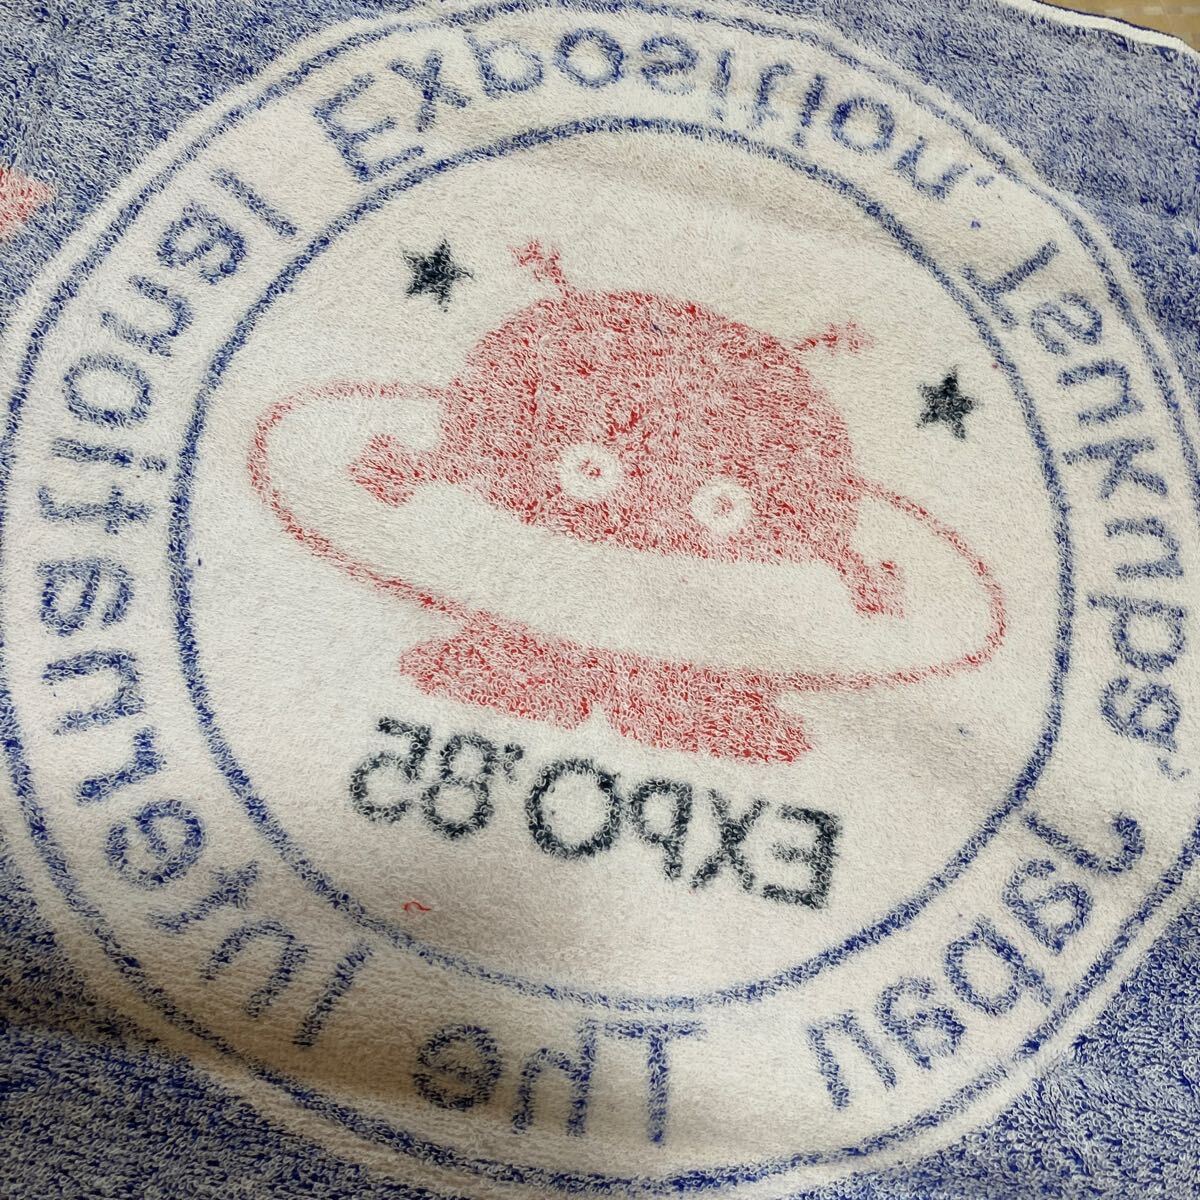 The International Exposition, Tsukuba, Japan
EXPO'85